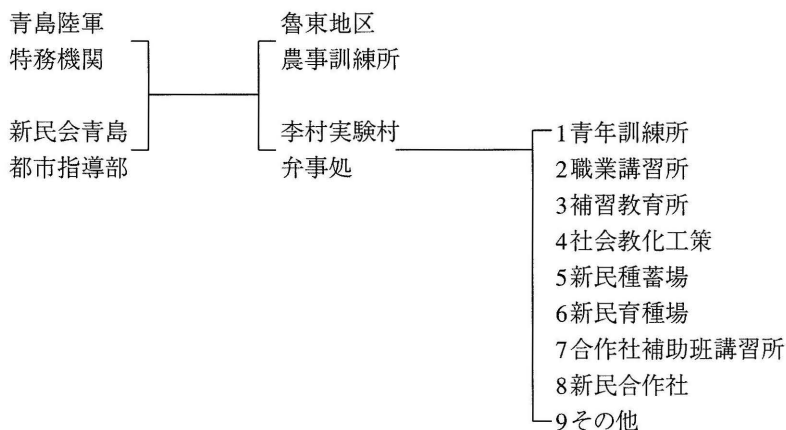 青島陸軍
特務機関
新民会青島
都市指導部
魯東地区
農事訓練所
李村実験村
弁事処
1青年訓練所
2職業講習所
3補習教育所
4社会教化工策
5新民種蓄場
6新民育種場
7合作社補助班講習所
8新民合作社
9その他